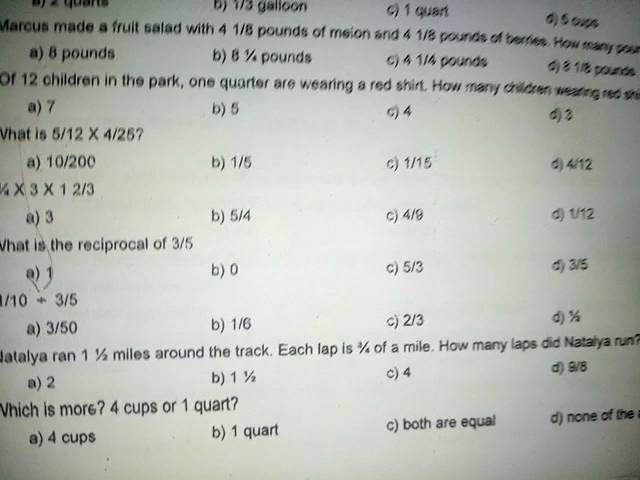 b) 1/3 galloon c) 1 quart d) 5 cups
Marcus made a fruit salad with 4 1/8 pounds of melon and 4 1/8 pounds of berries. How many
a) 8 pounds b) 8 ¼ pounds c) 4 1/4 pounds d) 8 1/8 pounds
Of 12 children in the park, one quarter are wearing a red shirt. How many children wearing red
a) 7 b) 5 c) 4 d) 3
What is 5/12 X 4/25?
a) 10/200 b) 1/5 c) 1/15 d) 4/12
¼ X 3 X 1 2/3
a) 3 b) 5/4 c) 4/9 d) 1/12
What is the reciprocal of 3/5
a) 1 b) 0 c) 5/3 d) 3/5
1/10 ÷ 3/5
a) 3/50 b) 1/6 c) 2/3 d) ½
Natalya ran 1 ½ miles around the track. Each lap is ¾ of a mile. How many laps did Natalya run?
a) 2 b) 1 ½ c) 4 d) 9/8
Which is more? 4 cups or 1 quart?
a) 4 cups b) 1 quart c) both are equal d) none of the